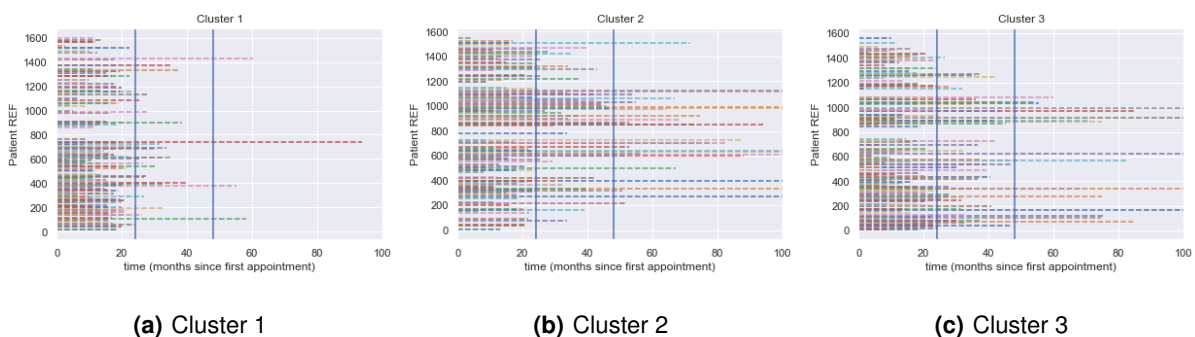 Cluster 1
Patient REF
1600
1400
1200
1000
800
600
400
200
0
0 20 40 60 80 100
time (months since first appointment)
(a) Cluster 1
Cluster 2
Patient REF
1600
1400
1200
1000
800
600
400
200
0
0 20 40 60 80 100
time (months since first appointment)
(b) Cluster 2
Cluster 3
Patient REF
1600
1400
1200
1000
800
600
400
200
0
0 20 40 60 80 100
time (months since first appointment)
(c) Cluster 3